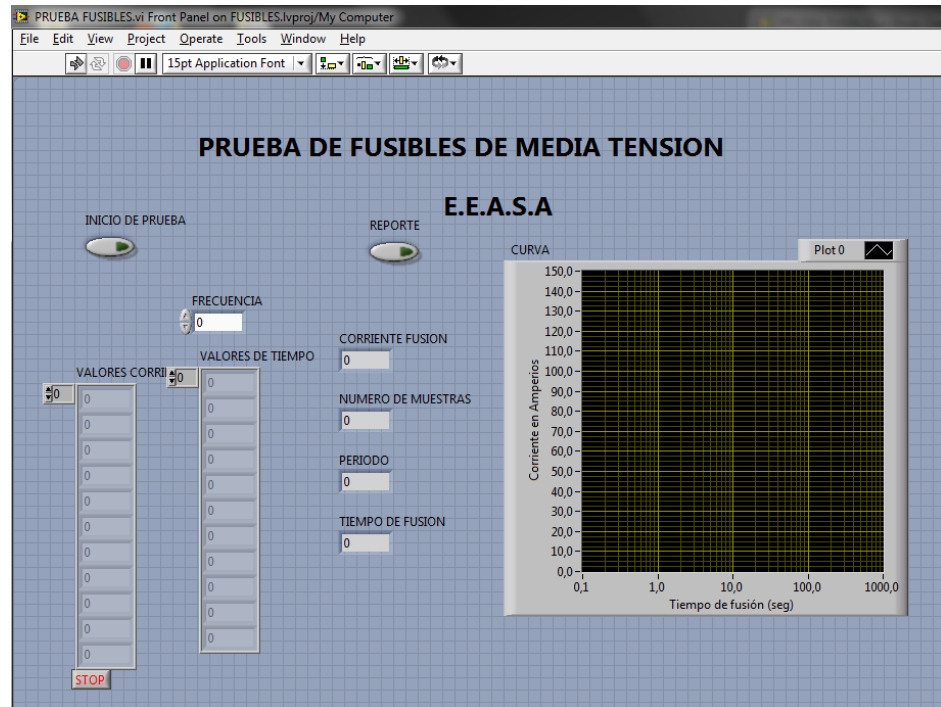 PRUEBA FUSIBLES.vi Front Panel on FUSIBLES.lvproj/My Computer
File Edit View Project Operate Tools Window Help
15pt Application Font
PRUEBA DE FUSIBLES DE MEDIA TENSION
E.E.A.S.A
INICIO DE PRUEBA
REPORTE
FRECUENCIA
0
VALORES CORRI
0
0
0
0
0
0
0
0
0
0
0
0
VALORES DE TIEMPO
0
0
0
0
0
0
0
0
0
0
0
0
STOP
CORRIENTE FUSION
0
NUMERO DE MUESTRAS
0
PERIODO
0
TIEMPO DE FUSION
0
CURVA
Plot 0
Corriente en Amperios
150,0
140,0
130,0
120,0
110,0
100,0
90,0
80,0
70,0
60,0
50,0
40,0
30,0
20,0
10,0
0,0
0,1 1,0 10,0 100,0 1000,0
Tiempo de fusión (seg)